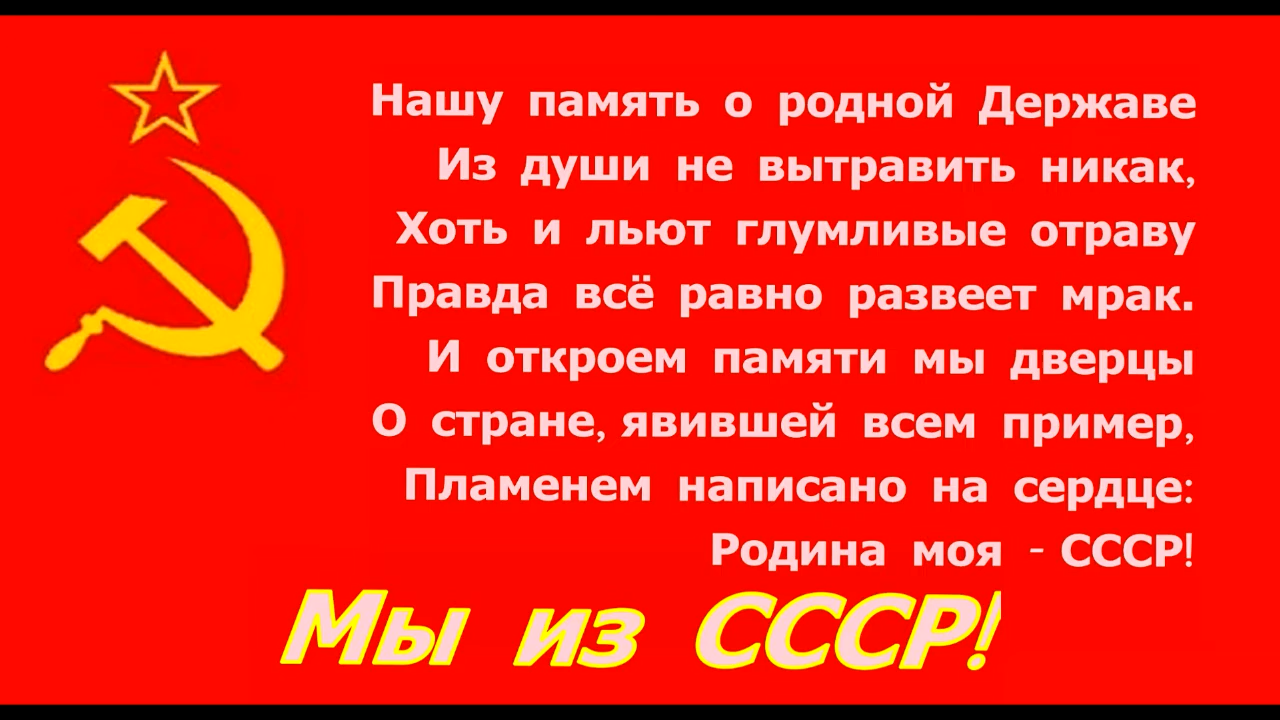 Нашу память о родной Державе
Из души не вытравить никак,
Хоть и льют глумливые отраву
Правда всё равно развеет мрак.
И откроем памяти мы дверцы
О стране, явившей всем пример,
Пламенем написано на сердце:
Родина моя - СССР!
Мы из СССР!